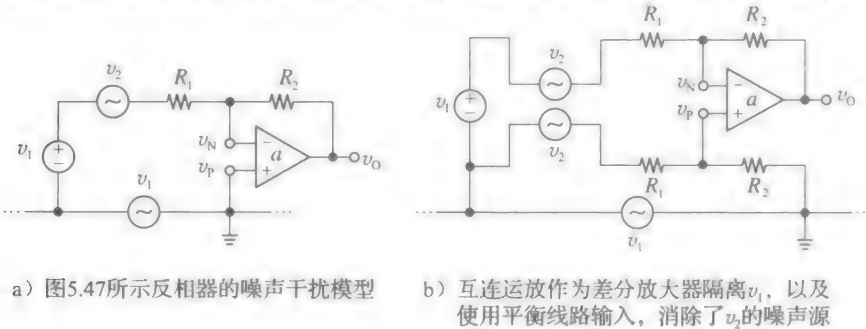 v₂ R₁ R₂
v_I + − v_N − a v_P + v_O
v₁
R₁ R₂
v₂
v_I + − v_N − a v_P + v_O
v₂
R₁ R₂
v₁
a）图5.47所示反相器的噪声干扰模型
b）互连运放作为差分放大器隔离v₁，以及
使用平衡线路输入，消除了v₂的噪声源